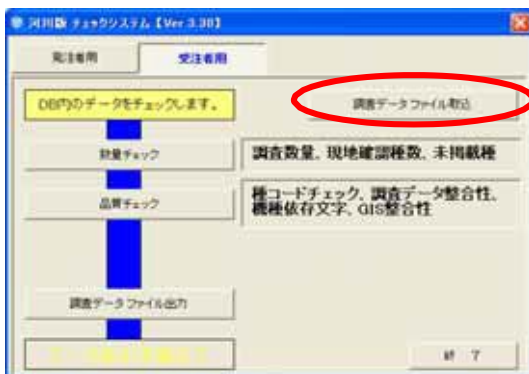 河川版 チェックシステム【Ver 3.30】
発注者用
受注者用
DB内のデータをチェックします。
調査データファイル取込
数量チェック
調査数量、現地確認種数、未掲載種
品質チェック
種コードチェック、調査データ整合性、
機種依存文字、GIS整合性
調査データファイル出力
終 了